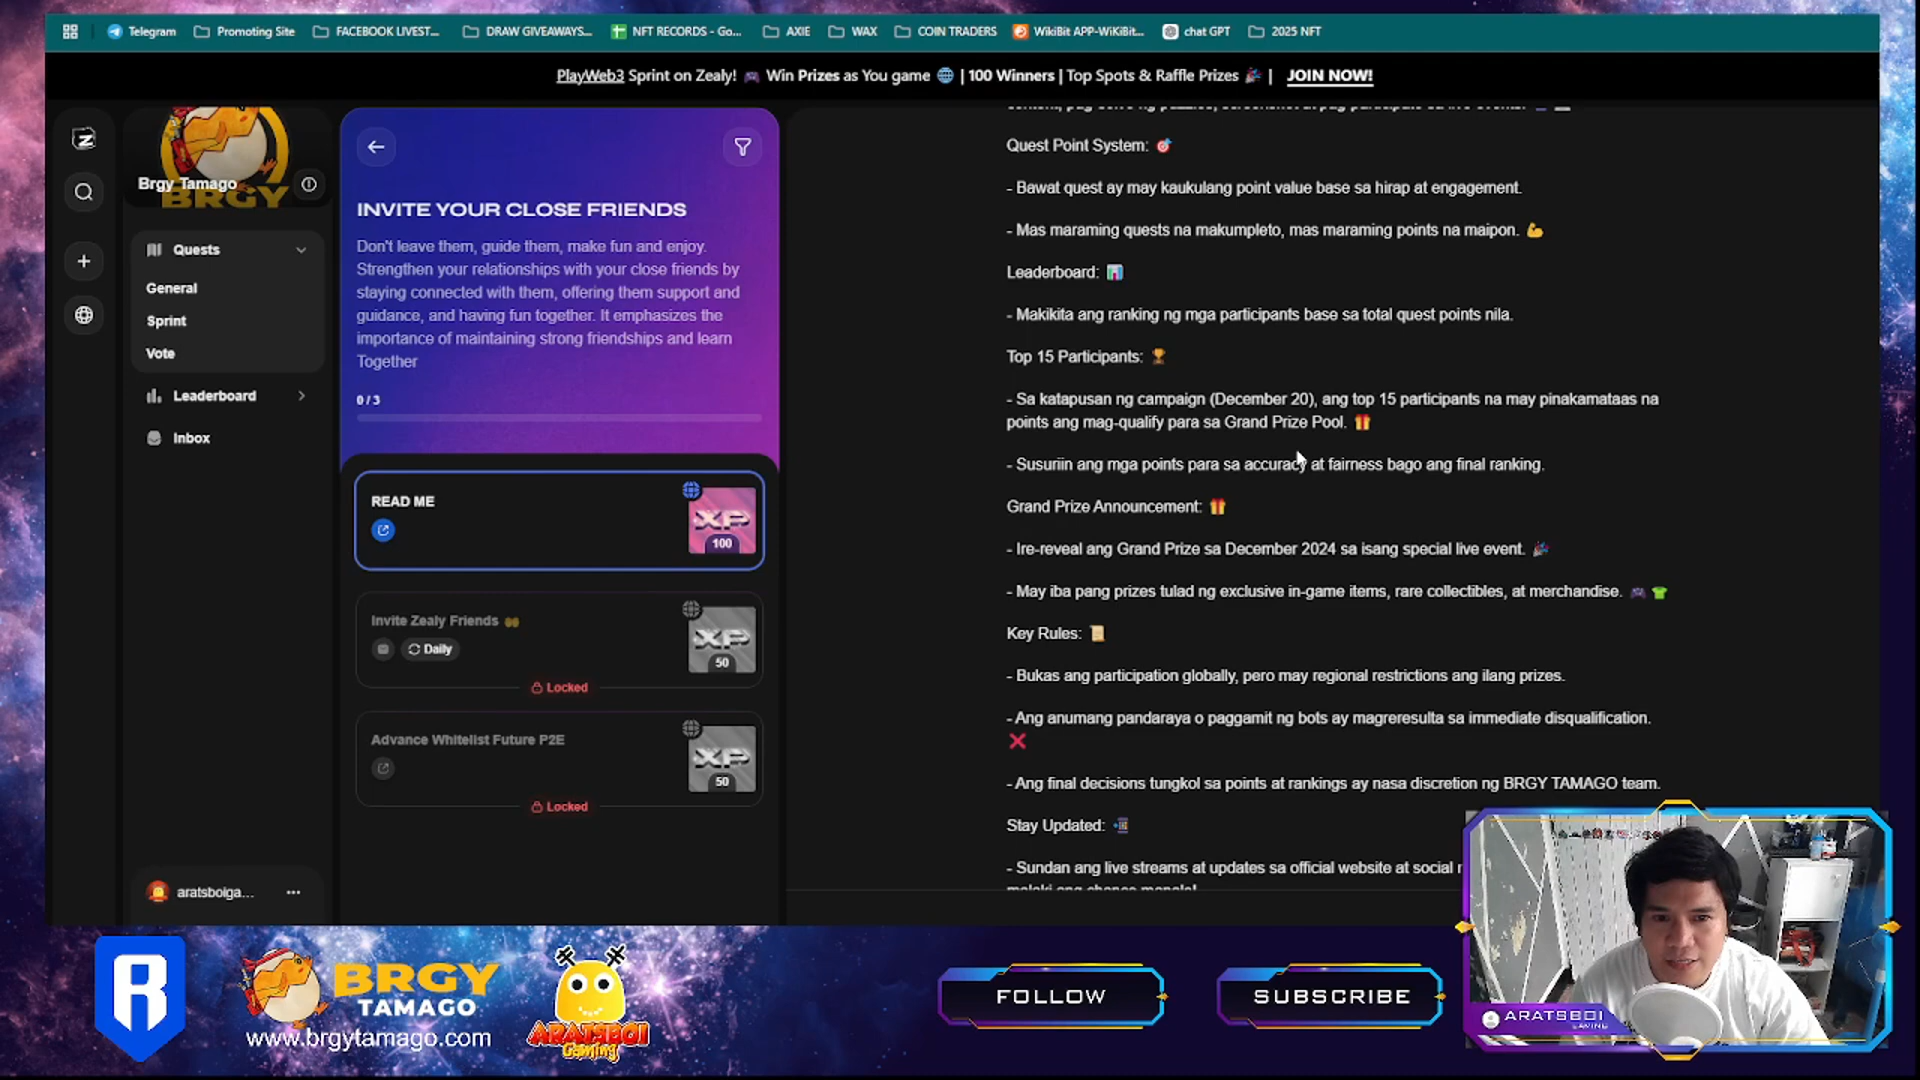 Telegram
Promoting Site
FACEBOOK LIVEST...
DRAW GIVEAWAYS...
NFT RECORDS - Go...
AXIE
WAX
COIN TRADERS
WikiBit APP-WiKiBit...
chat GPT
2025 NFT
PlayWeb3 Sprint on Zealy! 🎮 Win Prizes as You game 🌐 | 100 Winners | Top Spots & Raffle Prizes 🎉 | JOIN NOW!
Brgy Tamago
BRGY
Quests
General
Sprint
Vote
Leaderboard
Inbox
aratsboiga...
INVITE YOUR CLOSE FRIENDS
Don't leave them, guide them, make fun and enjoy.
Strengthen your relationships with your close friends by
staying connected with them, offering them support and
guidance, and having fun together. It emphasizes the
importance of maintaining strong friendships and learn
Together
0 / 3
READ ME
XP
100
Invite Zealy Friends
Daily
XP
50
Locked
Advance Whitelist Future P2E
XP
50
Locked
Quest Point System: 🎯
- Bawat quest ay may kaukulang point value base sa hirap at engagement.
- Mas maraming quests na makumpleto, mas maraming points na maipon. 💪
Leaderboard: 📊
- Makikita ang ranking ng mga participants base sa total quest points nila.
Top 15 Participants: 🏆
- Sa katapusan ng campaign (December 20), ang top 15 participants na may pinakamataas na
points ang mag-qualify para sa Grand Prize Pool. 🎁
- Susuriin ang mga points para sa accuracy at fairness bago ang final ranking.
Grand Prize Announcement: 🎁
- Ire-reveal ang Grand Prize sa December 2024 sa isang special live event. 🎉
- May iba pang prizes tulad ng exclusive in-game items, rare collectibles, at merchandise. 🎮 👕
Key Rules: 📜
- Bukas ang participation globally, pero may regional restrictions ang ilang prizes.
- Ang anumang pandaraya o paggamit ng bots ay magreresulta sa immediate disqualification.
❌
- Ang final decisions tungkol sa points at rankings ay nasa discretion ng BRGY TAMAGO team.
Stay Updated: 📲
- Sundan ang live streams at updates sa official website at social
R
BRGY
TAMAGO
www.brgytamago.com
ARATSBOI
Gaming
FOLLOW
SUBSCRIBE
ARATSBOI
GAMING